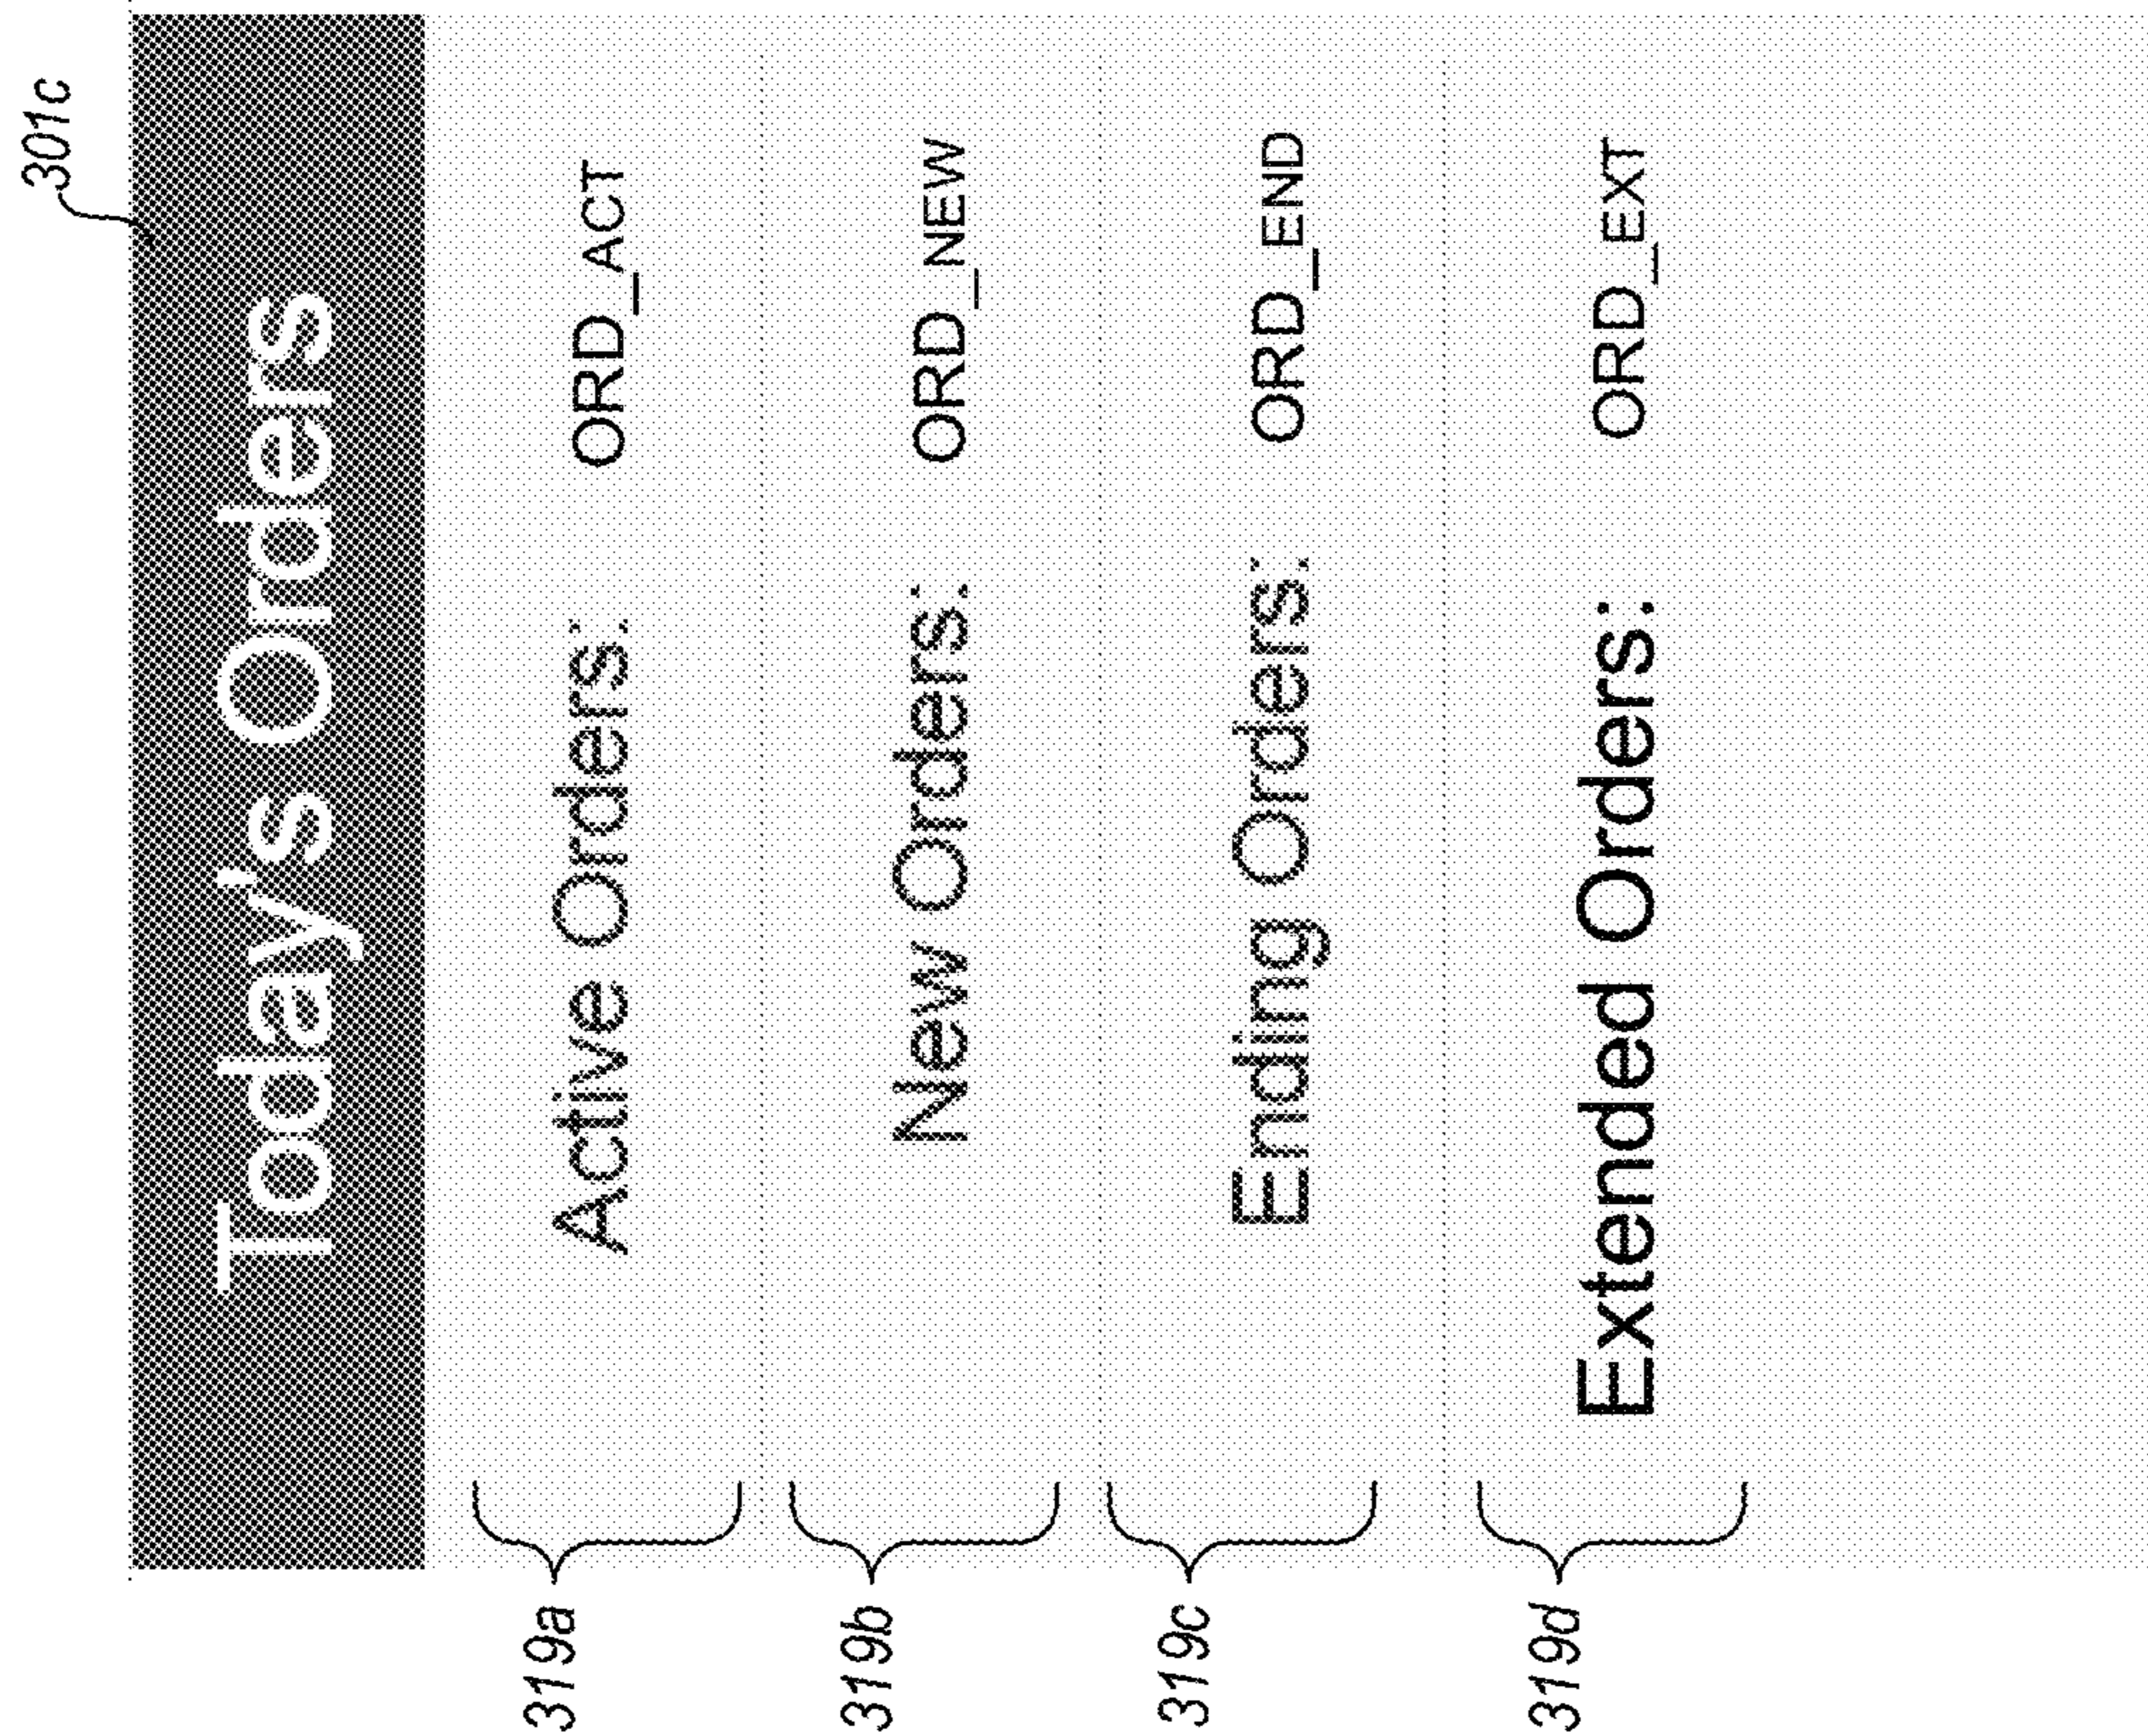 301c
Today's Orders
319a Active Orders: ORD_ACT
319b New Orders: ORD_NEW
319c Ending Orders: ORD_END
319d Extended Orders: ORD_EXT